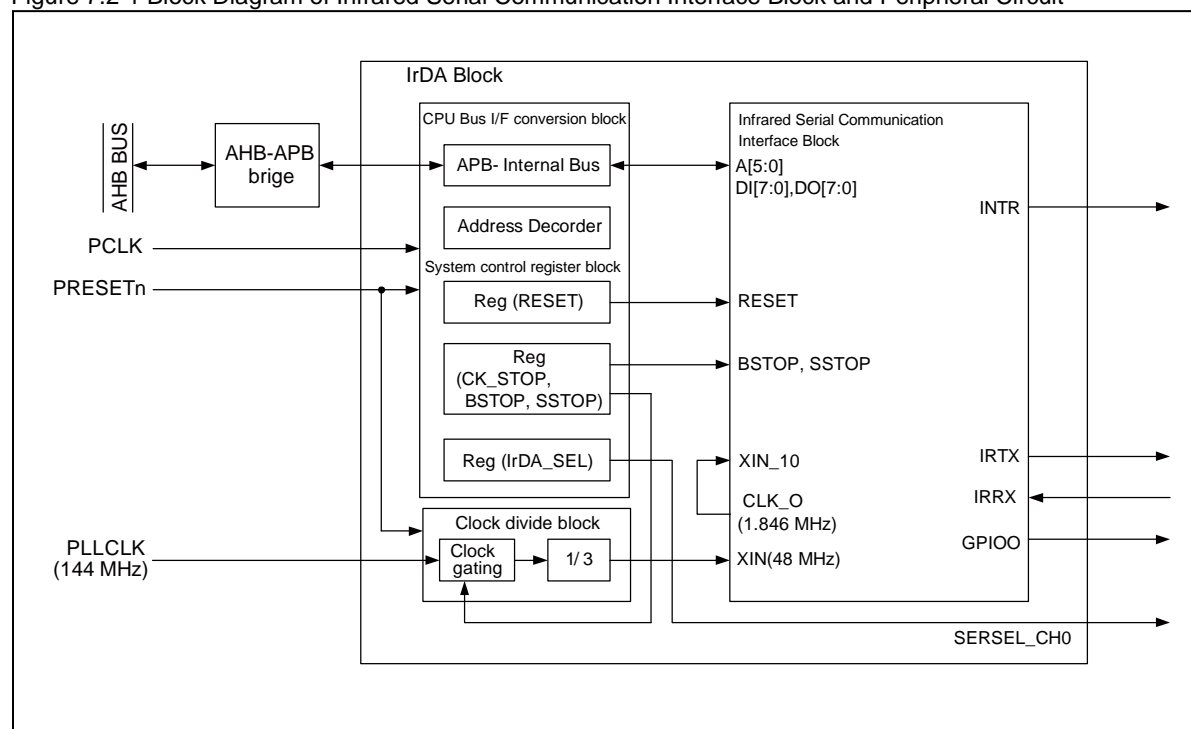 Figure 7.2-1 Block Diagram of Infrared Serial Communication Interface Block and Peripheral Circuit
IrDA Block
CPU Bus I/F conversion block
Infrared Serial Communication
Interface Block
AHB BUS
AHB-APB
brige
APB- Internal Bus
A[5:0]
DI[7:0],DO[7:0]
INTR
Address Decorder
PCLK
System control register block
PRESETn
Reg (RESET)
RESET
Reg
(CK_STOP,
BSTOP, SSTOP)
BSTOP, SSTOP
Reg (IrDA_SEL)
XIN_10
IRTX
CLK_O
(1.846 MHz)
IRRX
Clock divide block
GPIOO
PLLCLK
(144 MHz)
Clock
gating
1/ 3
XIN(48 MHz)
SERSEL_CH0